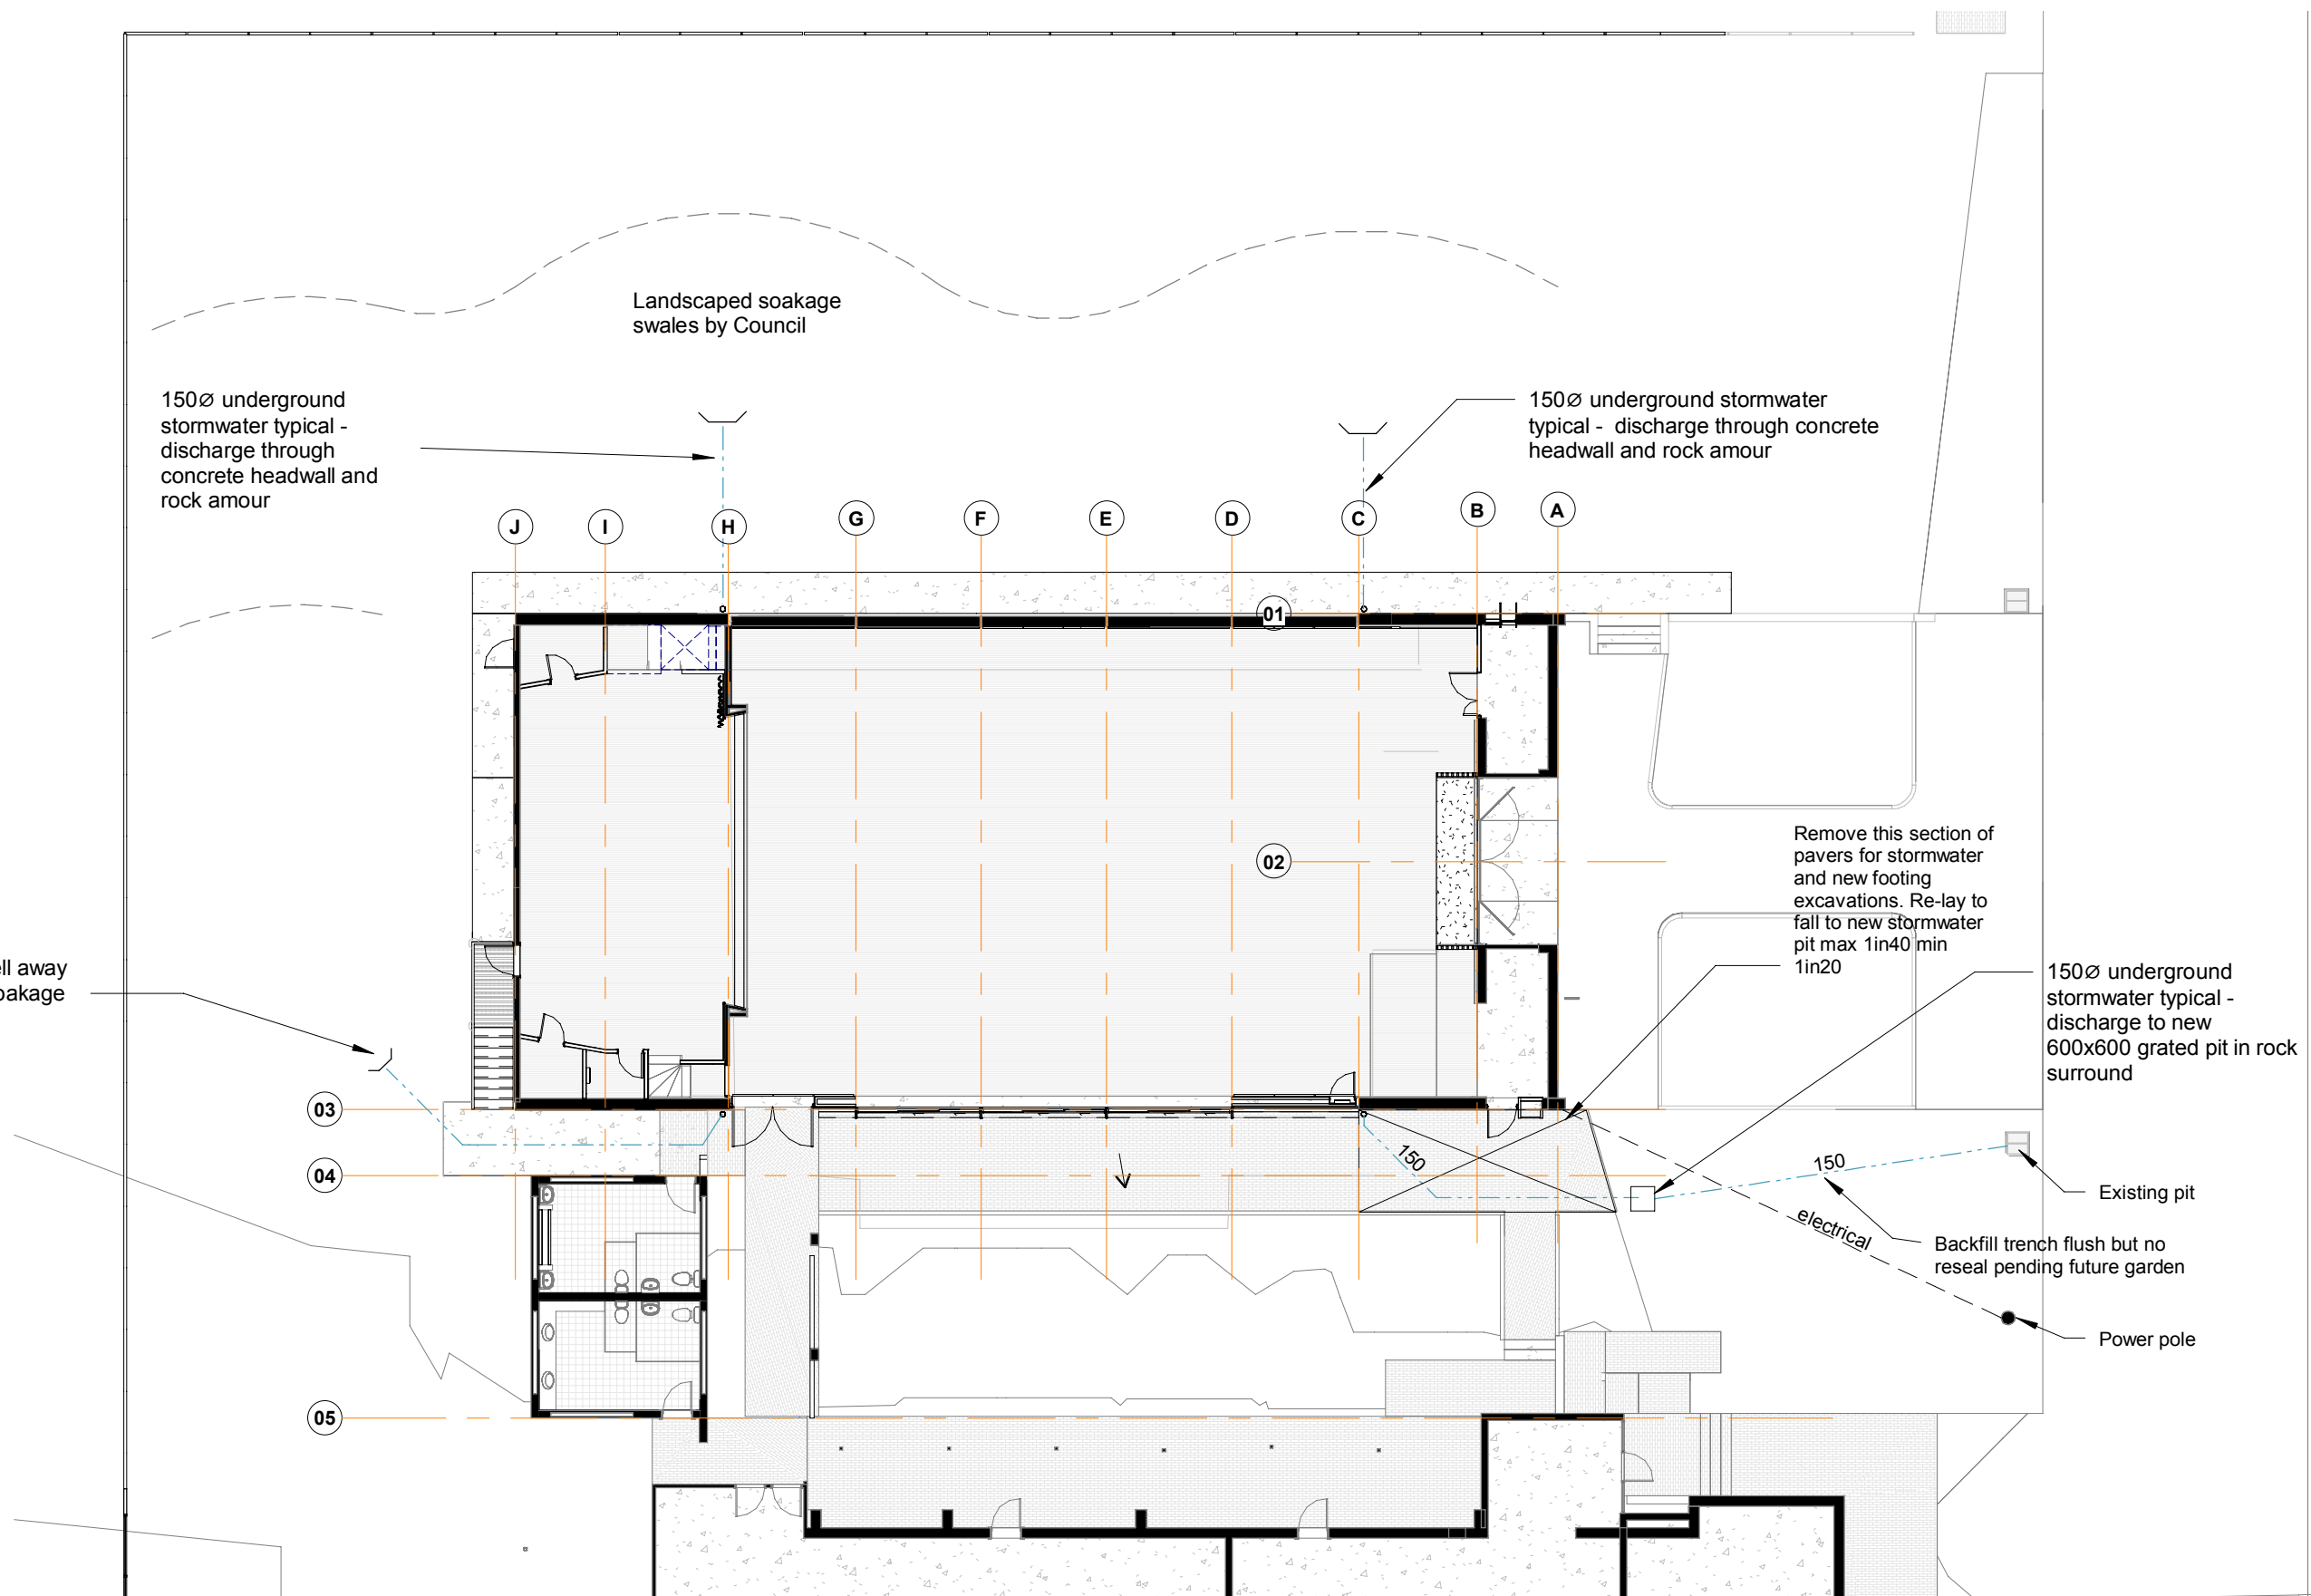 Landscaped soakage
swales by Council
150Ø underground
stormwater typical -
discharge through
concrete headwall and
rock amour
150Ø underground stormwater
typical - discharge through concrete
headwall and rock amour
J
I
H
G
F
E
D
C
B
A
01
02
Remove this section of
pavers for stormwater
and new footing
excavations. Re-lay to
fall to new stormwater
pit max 1in40 min
1in20
away
150Ø underground
stormwater typical -
discharge to new
600x600 grated pit in rock
surround
03
150
150
04
Existing pit
electrical
Backfill trench flush but no
reseal pending future garden
Power pole
05